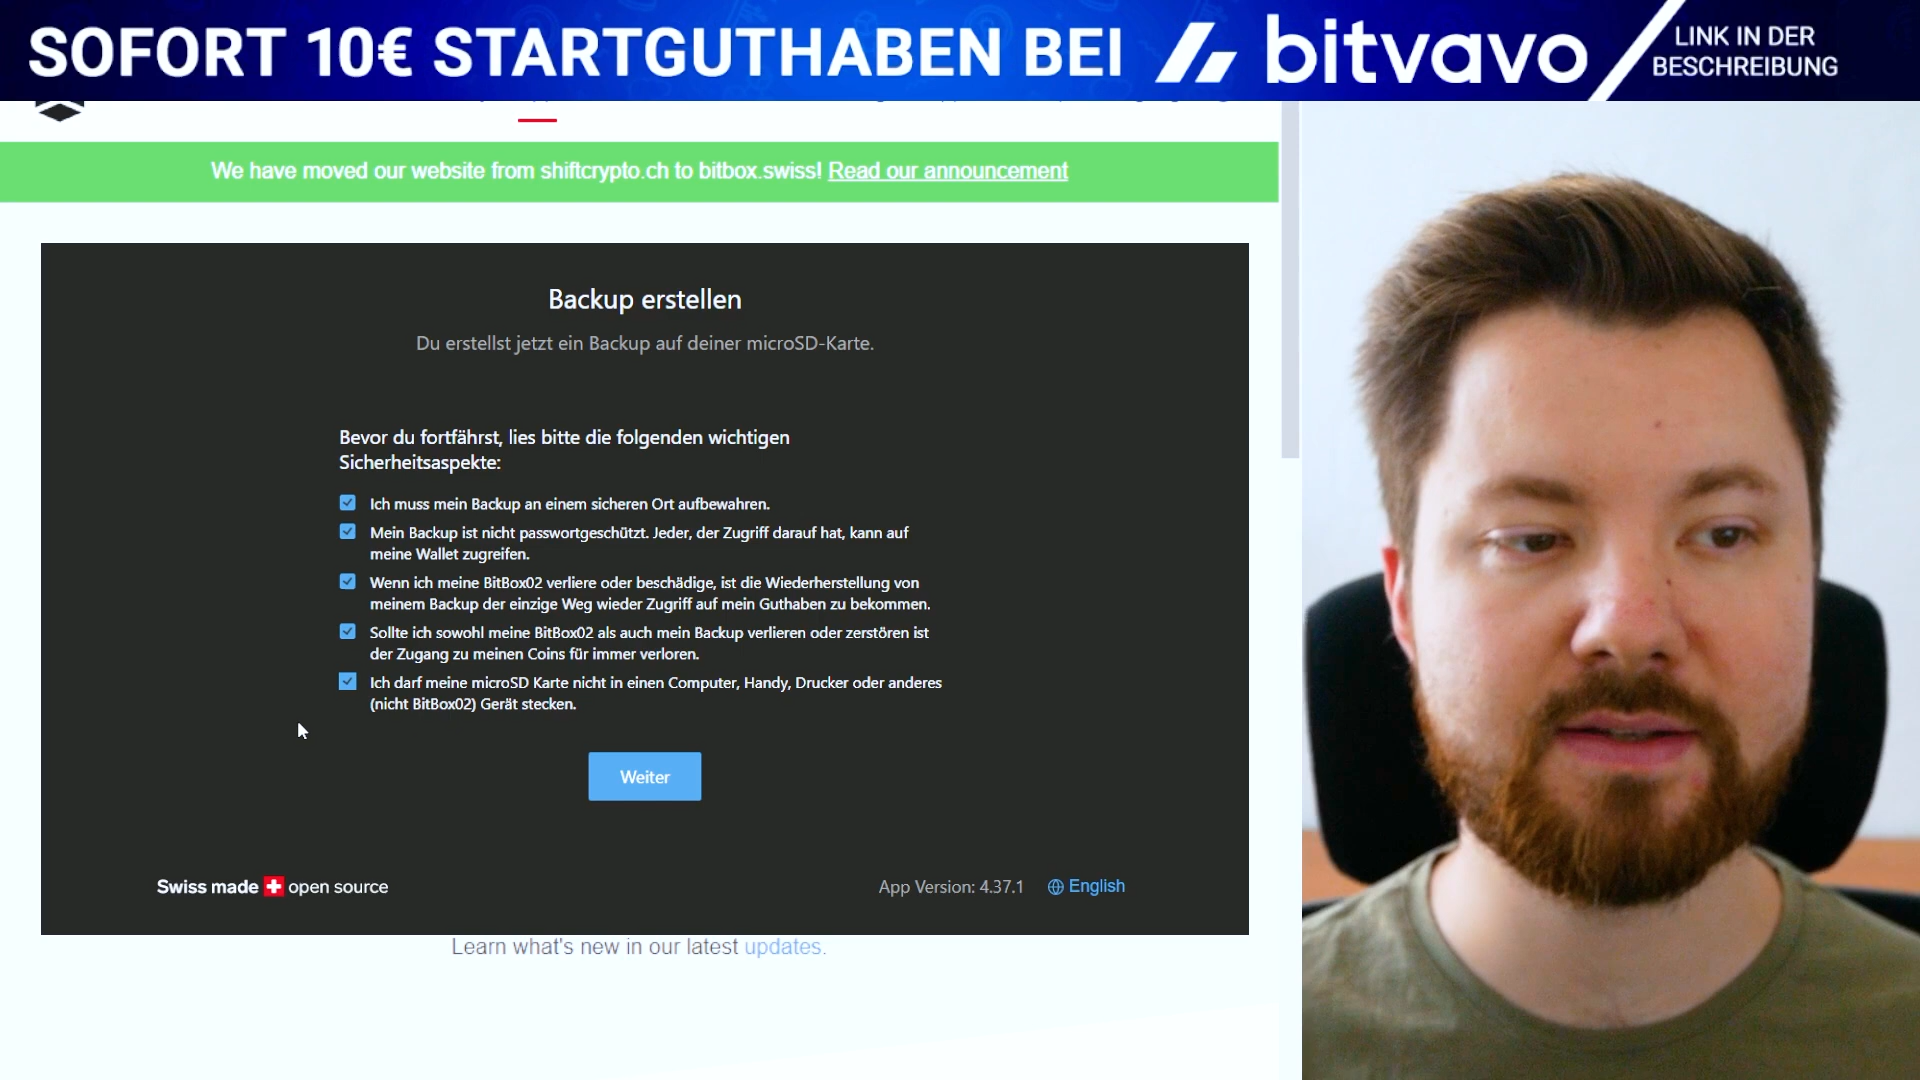 SOFORT 10€ STARTGUTHABEN BEI bitvavo
LINK IN DER
BESCHREIBUNG
We have moved our website from shiftcrypto.ch to bitbox.swiss! Read our announcement
Backup erstellen
Du erstellst jetzt ein Backup auf deiner microSD-Karte.
Bevor du fortfährst, lies bitte die folgenden wichtigen
Sicherheitsaspekte:
Ich muss mein Backup an einem sicheren Ort aufbewahren.
Mein Backup ist nicht passwortgeschützt. Jeder, der Zugriff darauf hat, kann auf
meine Wallet zugreifen.
Wenn ich meine BitBox02 verliere oder beschädige, ist die Wiederherstellung von
meinem Backup der einzige Weg wieder Zugriff auf mein Guthaben zu bekommen.
Sollte ich sowohl meine BitBox02 als auch mein Backup verlieren oder zerstören ist
der Zugang zu meinen Coins für immer verloren.
Ich darf meine microSD Karte nicht in einen Computer, Handy, Drucker oder anderes
(nicht BitBox02) Gerät stecken.
Weiter
Swiss made open source
App Version: 4.37.1
English
Learn what's new in our latest updates.